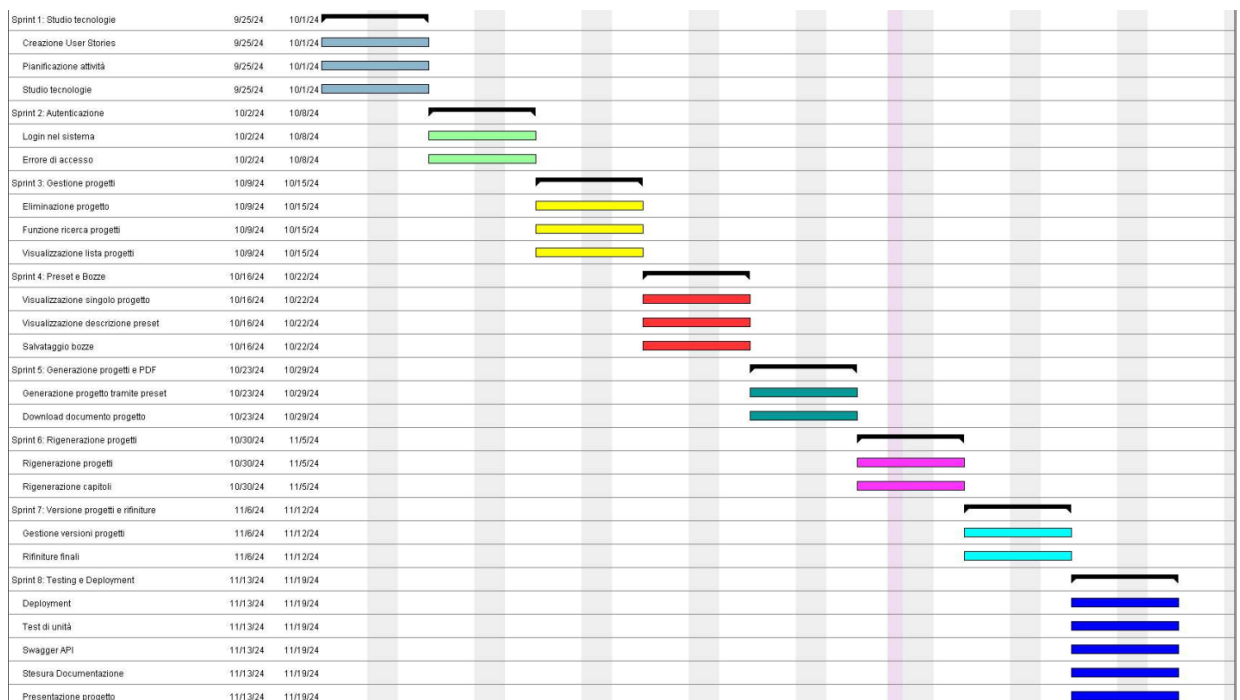 Sprint 1: Studio tecnologie 9/25/24 10/1/24
Creazione User Stories 9/25/24 10/1/24
Pianificazione attività 9/25/24 10/1/24
Studio tecnologie 9/25/24 10/1/24
Sprint 2: Autenticazione 10/2/24 10/8/24
Login nel sistema 10/2/24 10/8/24
Errore di accesso 10/2/24 10/8/24
Sprint 3: Gestione progetti 10/9/24 10/15/24
Eliminazione progetto 10/9/24 10/15/24
Funzione ricerca progetti 10/9/24 10/15/24
Visualizzazione lista progetti 10/9/24 10/15/24
Sprint 4: Preset e Bozze 10/16/24 10/22/24
Visualizzazione singolo progetto 10/16/24 10/22/24
Visualizzazione descrizione preset 10/16/24 10/22/24
Salvataggio bozze 10/16/24 10/22/24
Sprint 5: Generazione progetti e PDF 10/23/24 10/29/24
Generazione progetto tramite preset 10/23/24 10/29/24
Download documento progetto 10/23/24 10/29/24
Sprint 6: Rigenerazione progetti 10/30/24 11/5/24
Rigenerazione progetti 10/30/24 11/5/24
Rigenerazione capitoli 10/30/24 11/5/24
Sprint 7: Versione progetti e rifiniture 11/6/24 11/12/24
Gestione versioni progetti 11/6/24 11/12/24
Rifiniture finali 11/6/24 11/12/24
Sprint 8: Testing e Deployment 11/13/24 11/19/24
Deployment 11/13/24 11/19/24
Test di unità 11/13/24 11/19/24
Swagger API 11/13/24 11/19/24
Stesura Documentazione 11/13/24 11/19/24
Presentazione progetto 11/13/24 11/19/24